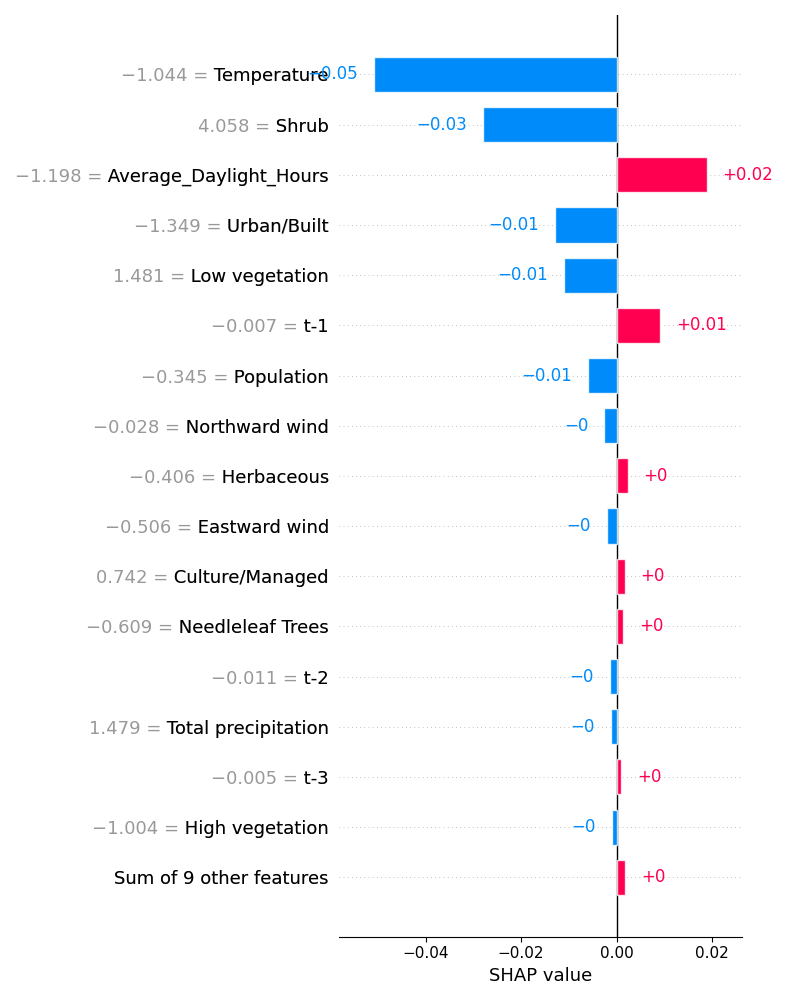 −1.044 = Temperature −0.05
4.058 = Shrub −0.03
−1.198 = Average_Daylight_Hours +0.02
−1.349 = Urban/Built −0.01
1.481 = Low vegetation −0.01
−0.007 = t-1 +0.01
−0.345 = Population −0.01
−0.028 = Northward wind −0
−0.406 = Herbaceous +0
−0.506 = Eastward wind −0
0.742 = Culture/Managed +0
−0.609 = Needleleaf Trees +0
−0.011 = t-2 −0
1.479 = Total precipitation −0
−0.005 = t-3 +0
−1.004 = High vegetation −0
Sum of 9 other features +0
−0.04 −0.02 0.00 0.02
SHAP value